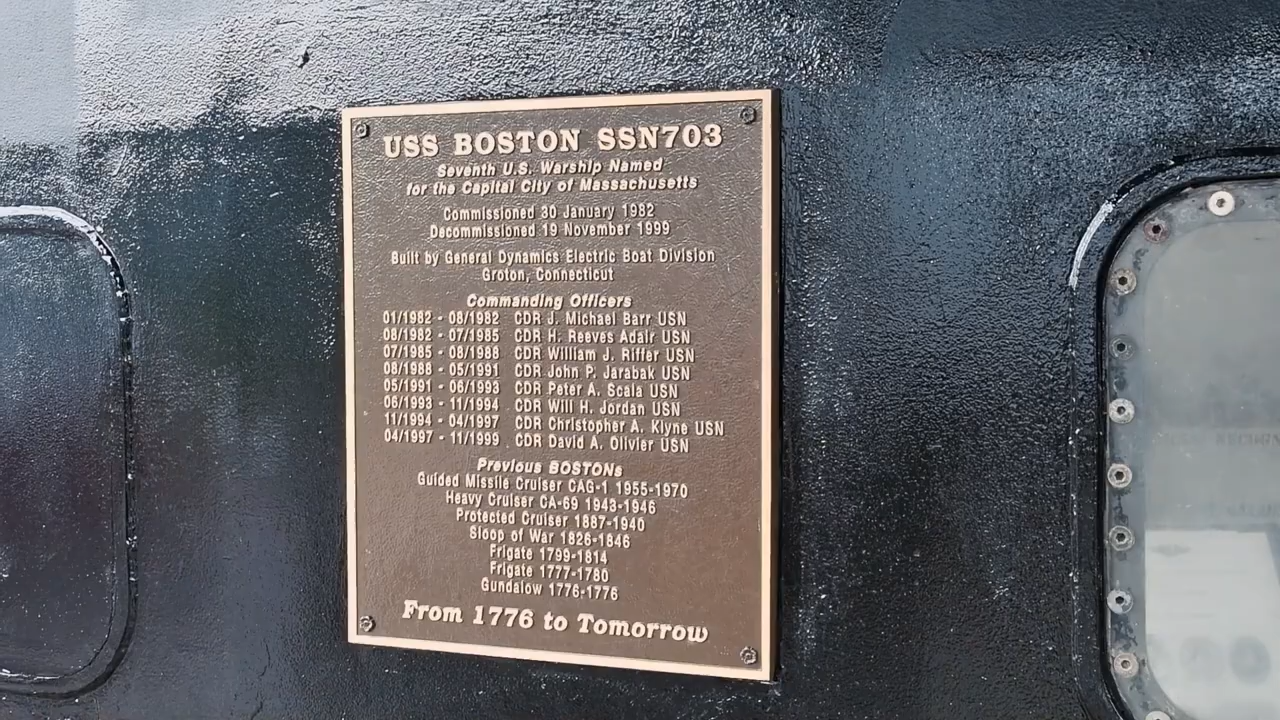 USS BOSTON SSN703
Seventh U.S. Warship Named
for the Capital City of Massachusetts
Commissioned 30 January 1982
Decommissioned 19 November 1999
Built by General Dynamics Electric Boat Division
Groton, Connecticut
Commanding Officers
01/1982 - 08/1982 CDR J. Michael Barr USN
08/1982 - 07/1985 CDR H. Reeves Adair USN
07/1985 - 08/1988 CDR William J. Riffer USN
08/1988 - 05/1991 CDR John P. Jarabak USN
05/1991 - 06/1993 CDR Peter A. Scala USN
06/1993 - 11/1994 CDR Will H. Jordan USN
11/1994 - 04/1997 CDR Christopher A. Klyne USN
04/1997 - 11/1999 CDR David A. Olivier USN
Previous BOSTONs
Guided Missile Cruiser CAG-1 1955-1970
Heavy Cruiser CA-69 1943-1946
Protected Cruiser 1887-1940
Sloop of War 1826-1846
Frigate 1799-1814
Frigate 1777-1780
Gundalow 1776-1776
From 1776 to Tomorrow